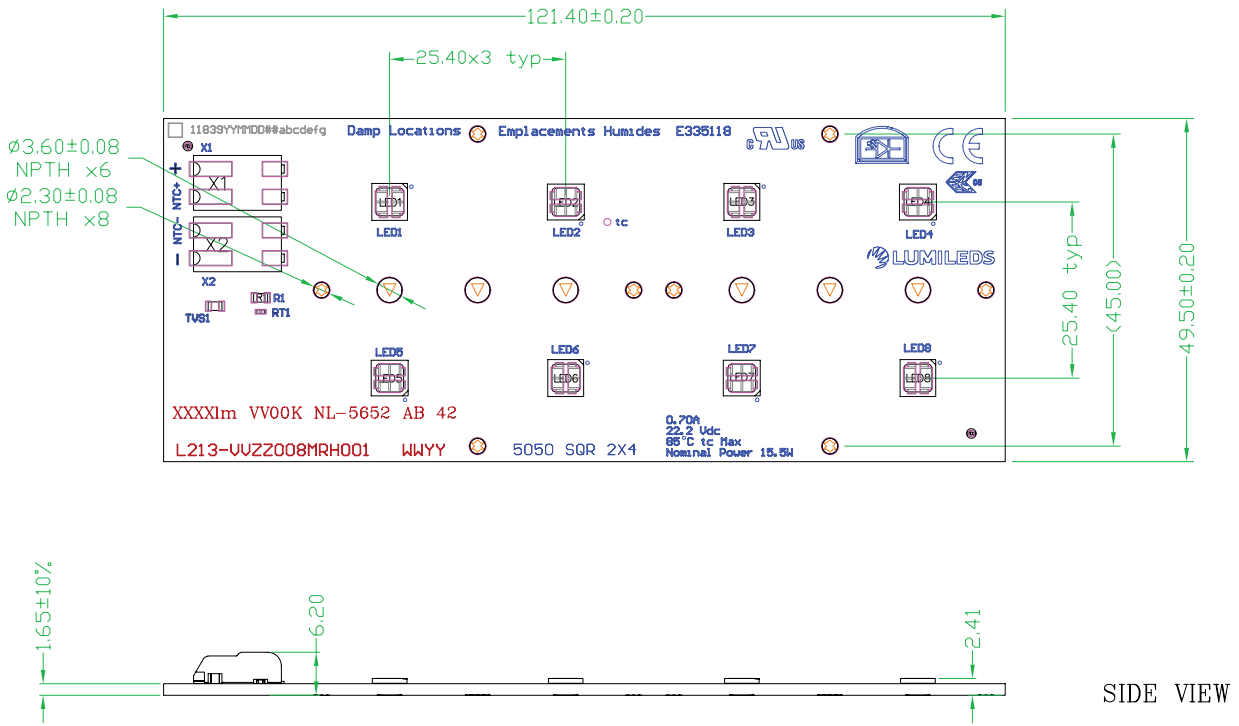 121.40±0.20
25.40x3 typ
11839YYMMDD##abcdefg
Damp Locations
Emplacements Humides
E335118
c RU US
CE
05
Ø3.60±0.08
NPTH x6
Ø2.30±0.08
NPTH x8
X1
+
X1
NTC+
NTC-
X2
-
X2
LED1
LED1
LED2
LED2
tc
LED3
LED3
LED4
LED4
LUMILEDS
R
R1
TVS1
RT1
LED5
LED5
LED6
LED6
LED7
LED7
LED8
LED8
25.40 typ
(45.00)
49.50±0.20
XXXXlm VV00K NL-5652 AB 42
L213-VVZZ008MRH001 WWYY
5050 SQR 2X4
0.70A
22.2 Vdc
85°C tc Max
Nominal Power 15.5W
1.65±10%
6.20
2.41
SIDE VIEW